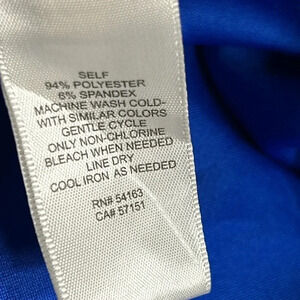 SELF
94% POLYESTER
6% SPANDEX
MACHINE WASH COLD-
WITH SIMILAR COLORS
GENTLE CYCLE
ONLY NON-CHLORINE
BLEACH WHEN NEEDED
LINE DRY
COOL IRON AS NEEDED
RN# 54163
CA# 57151